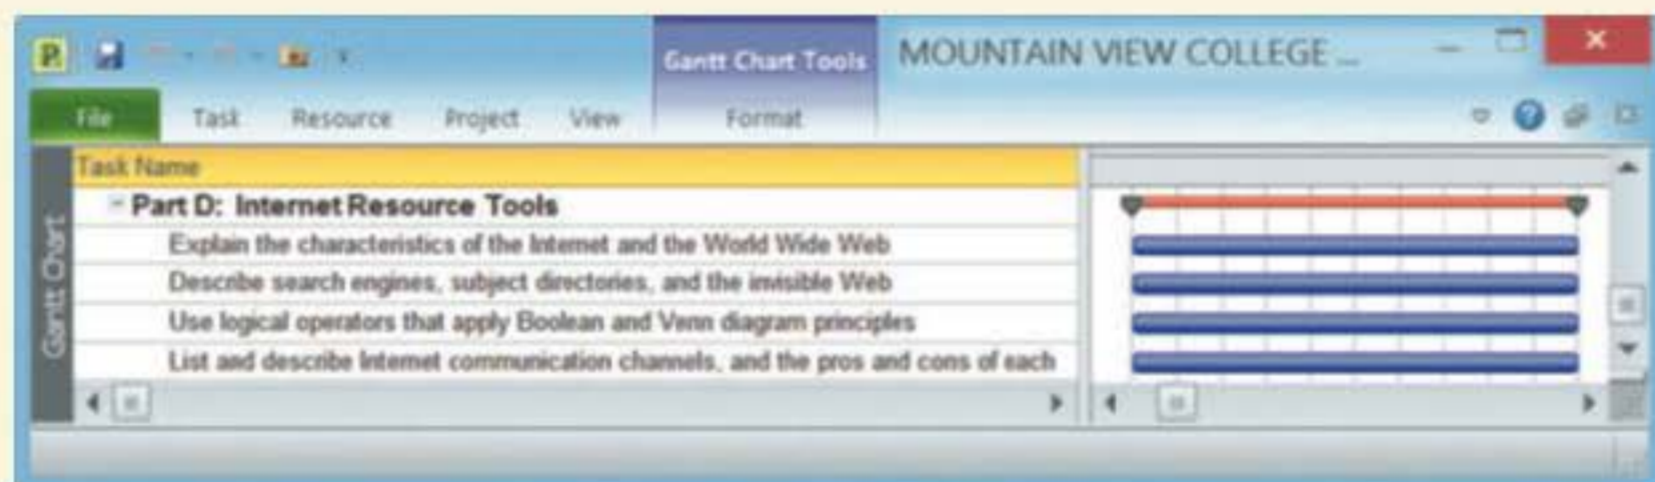 Gantt Chart Tools MOUNTAIN VIEW COLLEGE ...
File Task Resource Project View Format
Gantt Chart
Task Name
Part D: Internet Resource Tools
Explain the characteristics of the Internet and the World Wide Web
Describe search engines, subject directories, and the invisible Web
Use logical operators that apply Boolean and Venn diagram principles
List and describe Internet communication channels, and the pros and cons of each